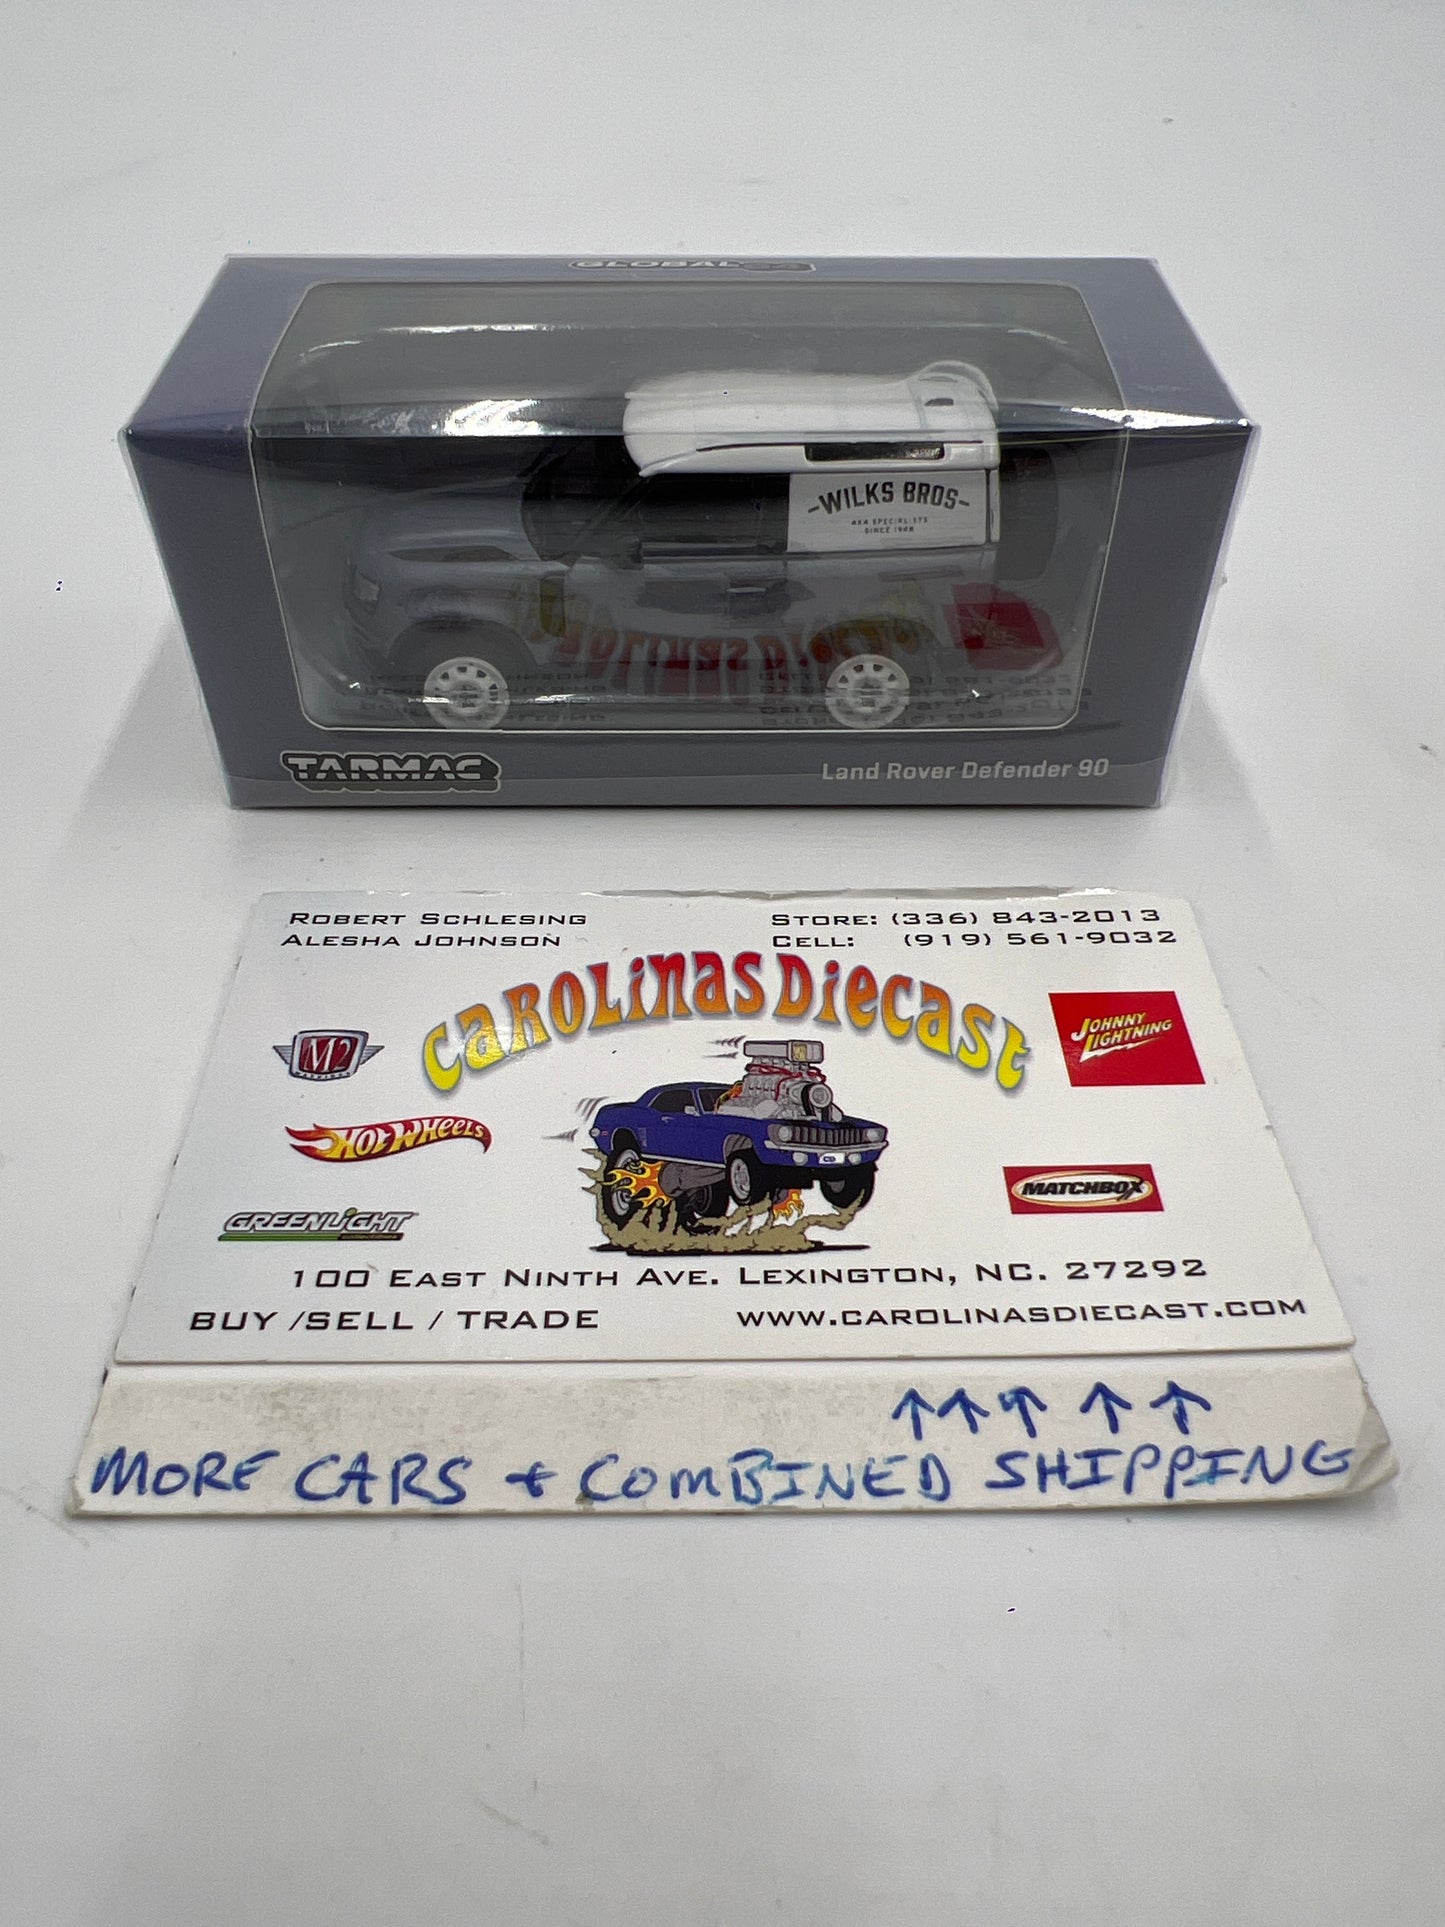 GLOBAL64
-WILKS BROS-
4X4 SPECIALISTS
SINCE 1948
TARMAC
Land Rover Defender 90
ROBERT SCHLESING
STORE: (336) 843-2013
ALESHA JOHNSON
CELL: (919) 561-9032
CAROLINAS DIECAST
M2
MACHINES
JOHNNY
LIGHTNING
HOT WHEELS
MATCHBOX
GREENLIGHT
100 EAST NINTH AVE. LEXINGTON, NC. 27292
BUY /SELL / TRADE
WWW.CAROLINASDIECAST.COM
↑↑↑↑↑
MORE CARS + COMBINED SHIPPING